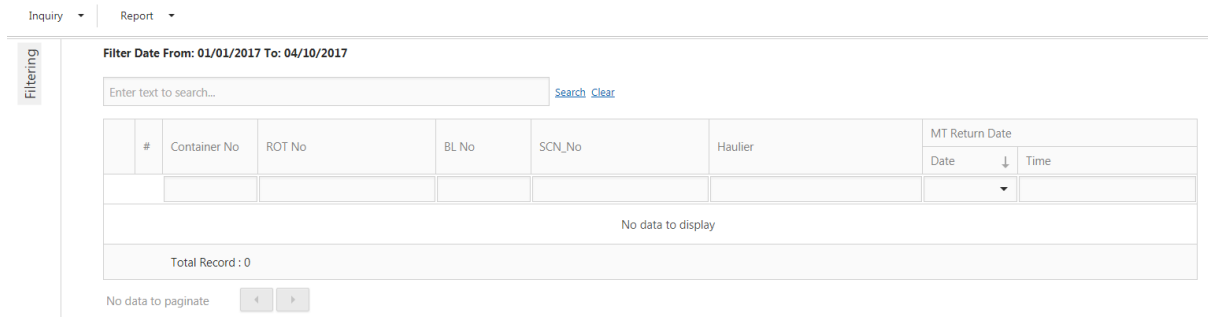 Inquiry Report
Filtering
Filter Date From: 01/01/2017 To: 04/10/2017
Enter text to search... Search Clear
# Container No ROT No BL No SCN_No Haulier MT Return Date
Date Time
No data to display
Total Record : 0
No data to paginate